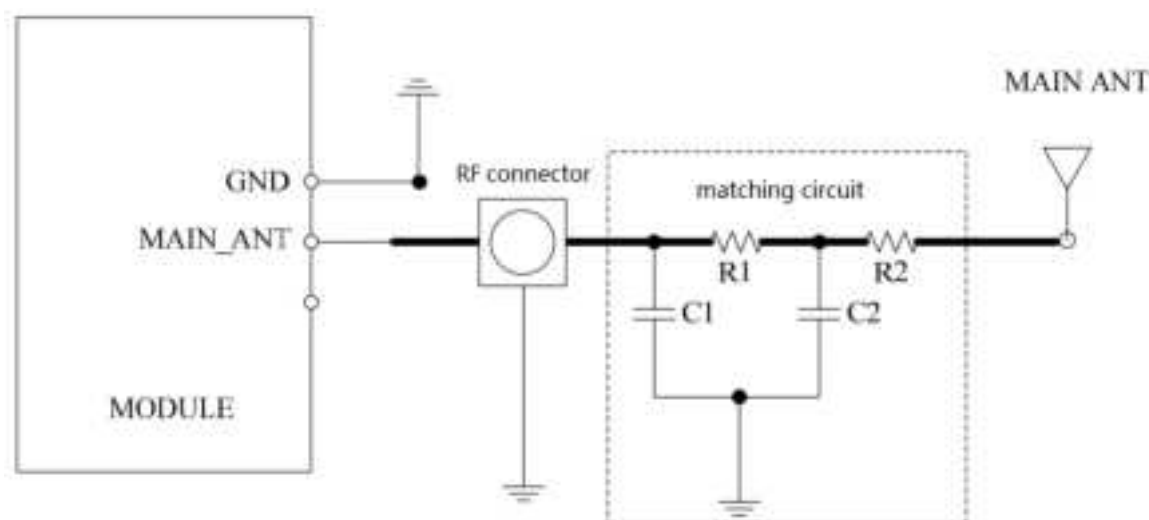 MAIN ANT
GND
RF connector
matching circuit
MAIN_ANT
R1
R2
C1
C2
MODULE